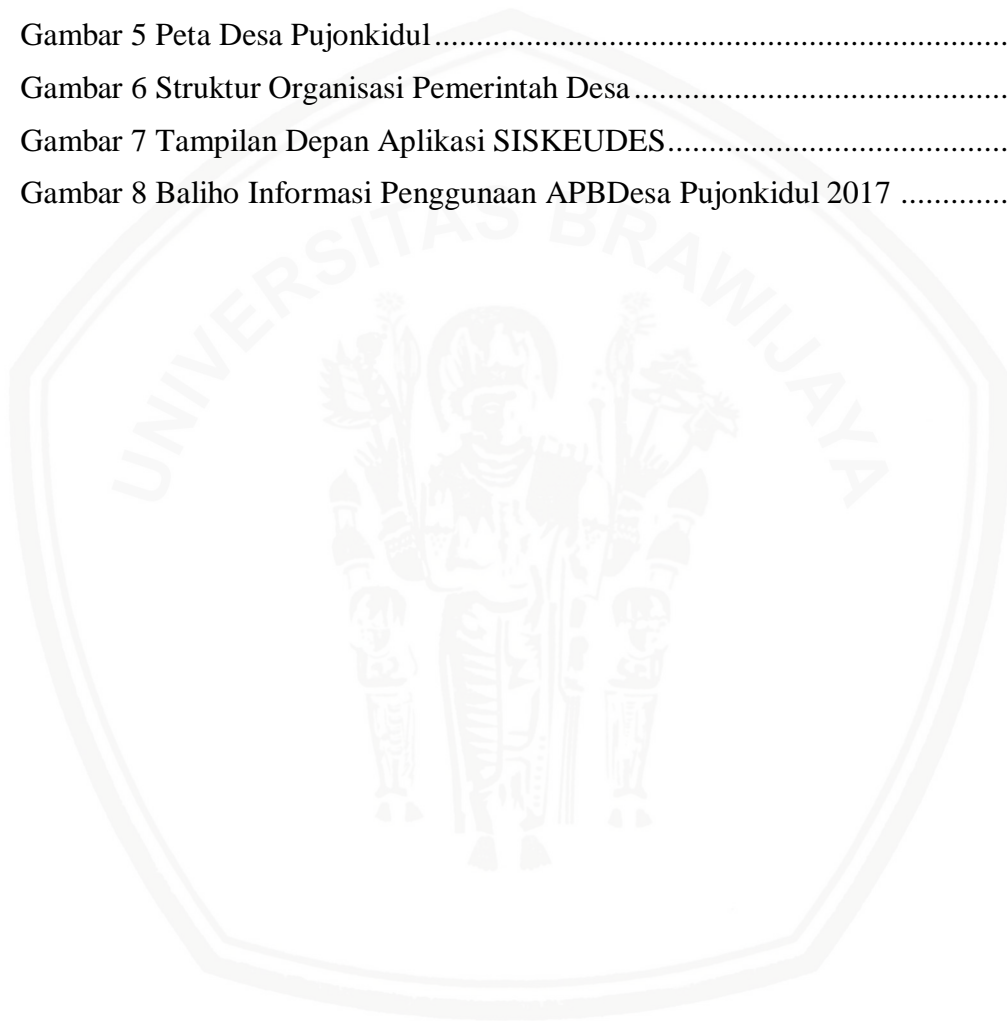 Gambar 5 Peta Desa Pujonkidul.......................................................................
Gambar 6 Struktur Organisasi Pemerintah Desa..............................................
Gambar 7 Tampilan Depan Aplikasi SISKEUDES..........................................
Gambar 8 Baliho Informasi Penggunaan APBDesa Pujonkidul 2017 .............
UNIVERSITAS BRAWIJAYA